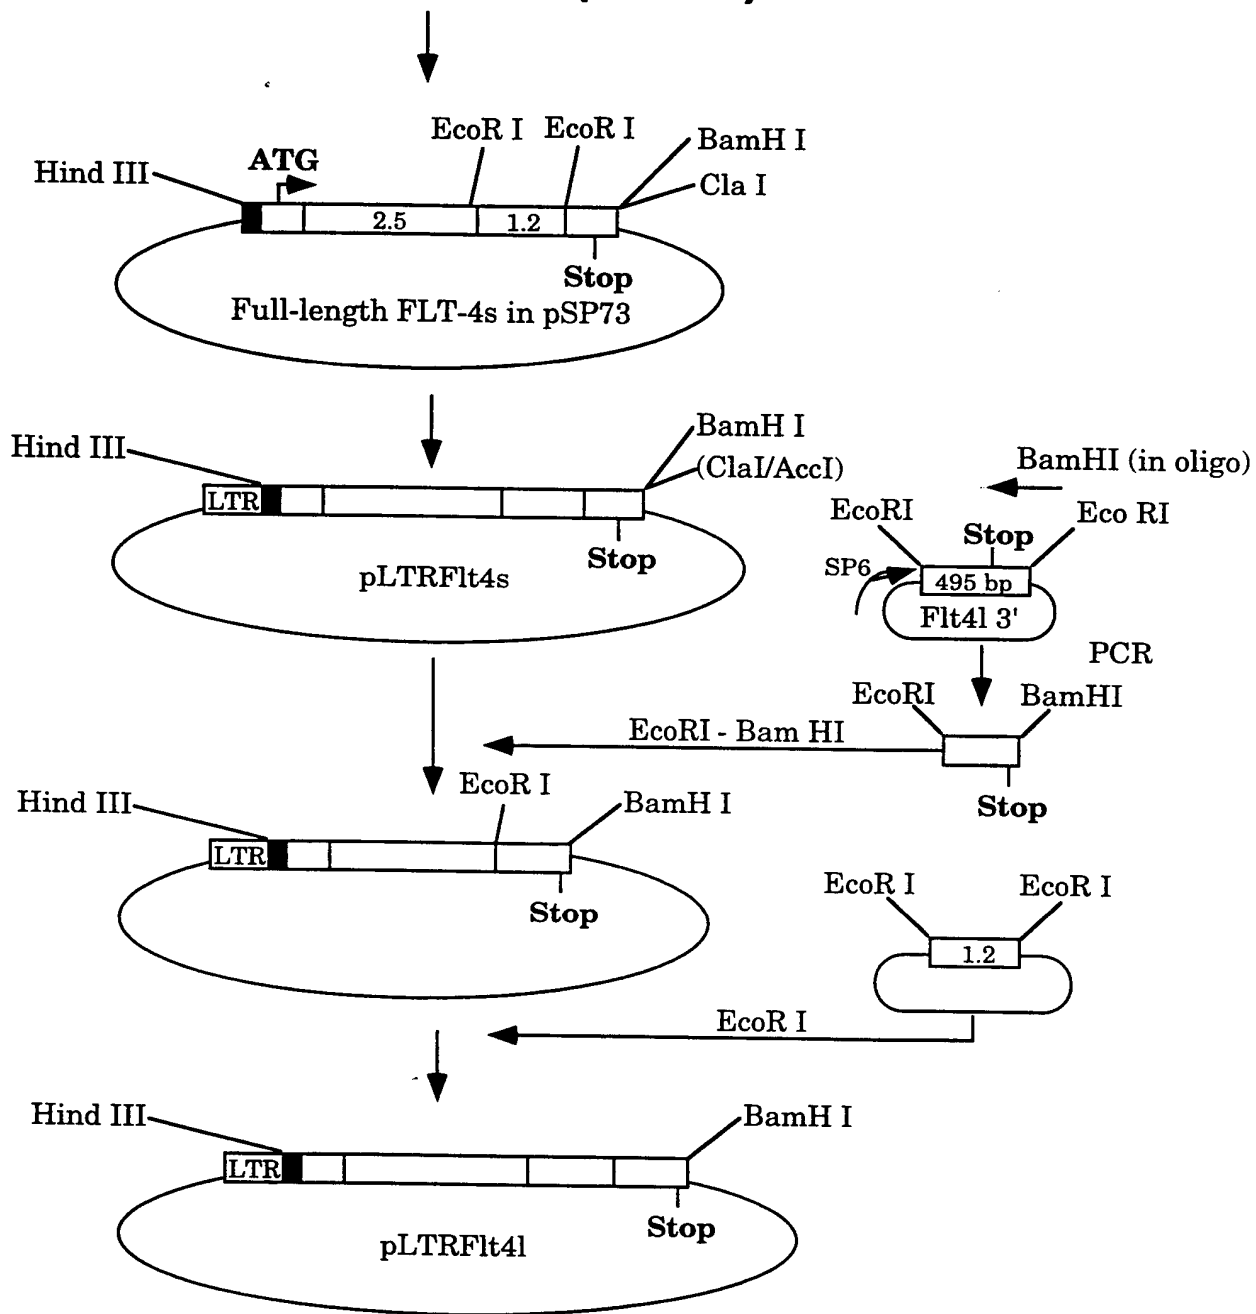 EcoR I EcoR I
BamH I
ATG
Hind III
Cla I
2.5
1.2
Stop
Full-length FLT-4s in pSP73
BamH I
Hind III
(ClaI/AccI)
LTR
Stop
pLTRFlt4s
BamHI (in oligo)
EcoRI
Eco RI
Stop
SP6
495 bp
Flt4l 3'
PCR
EcoRI
BamHI
EcoRI - Bam HI
Stop
EcoR I
Hind III
BamH I
LTR
Stop
EcoR I
EcoR I
1.2
EcoR I
Hind III
BamH I
LTR
Stop
pLTRFlt4l